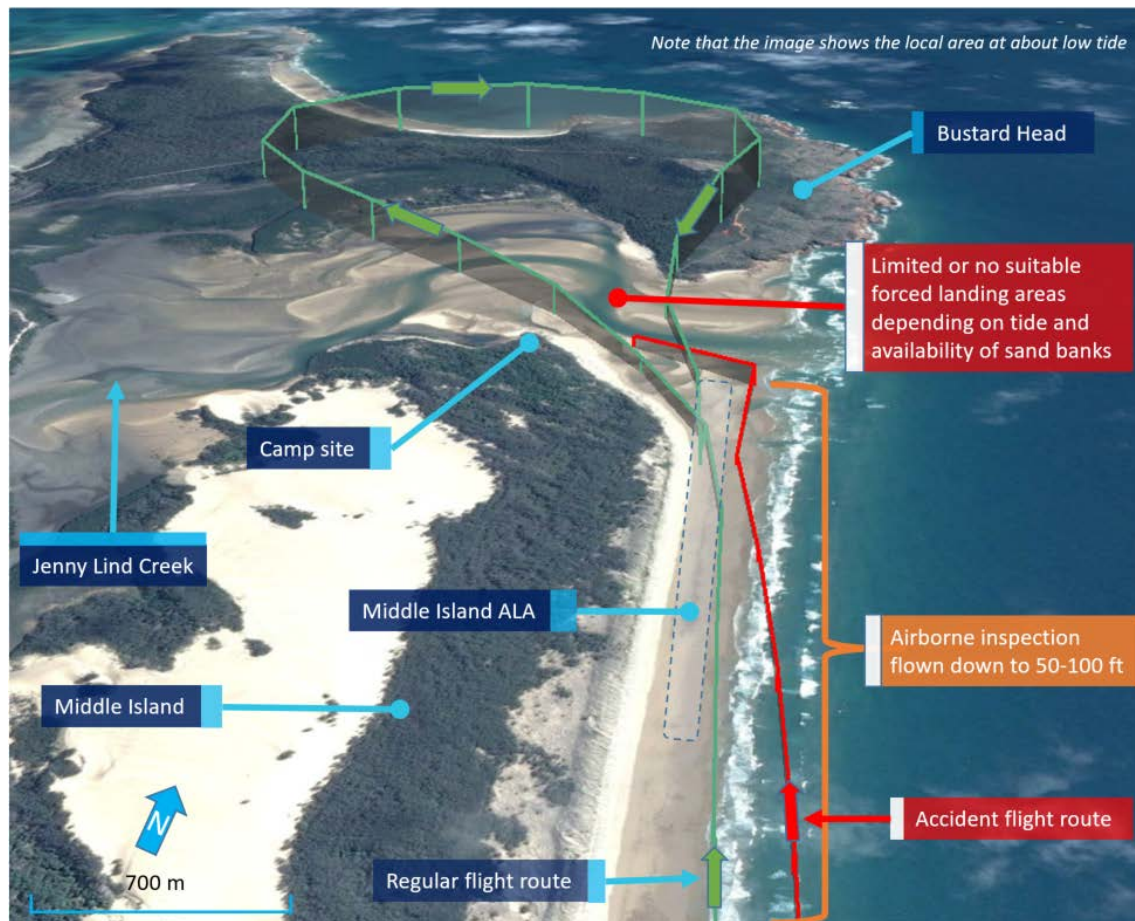 Note that the image shows the local area at about low tide
Bustard Head
Limited or no suitable
forced landing areas
depending on tide and
availability of sand banks
Camp site
Jenny Lind Creek
Middle Island ALA
Airborne inspection
flown down to 50-100 ft
Middle Island
N
Accident flight route
700 m
Regular flight route